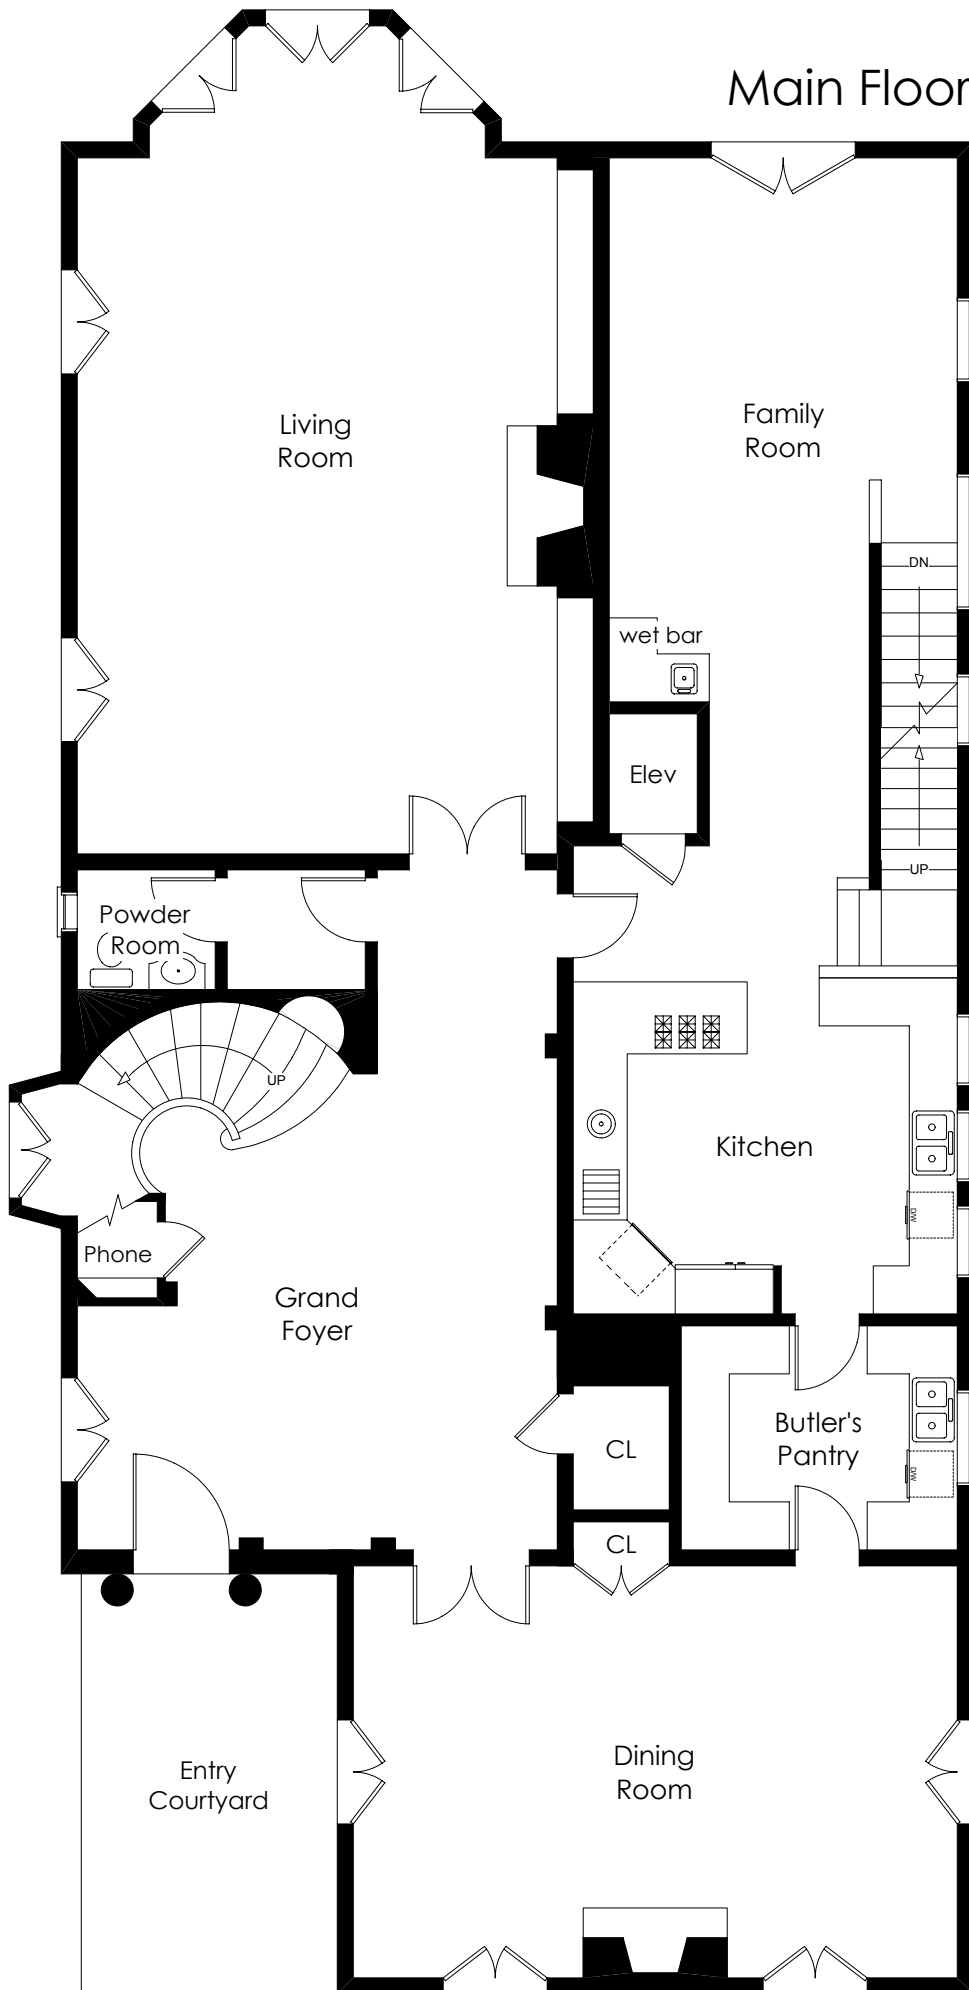 Main Floor
Living
Room
Family
Room
DN
wet bar
Elev
UP
Powder
Room
UP
Kitchen
DW
Phone
Grand
Foyer
Butler's
Pantry
CL
DW
CL
Entry
Courtyard
Dining
Room